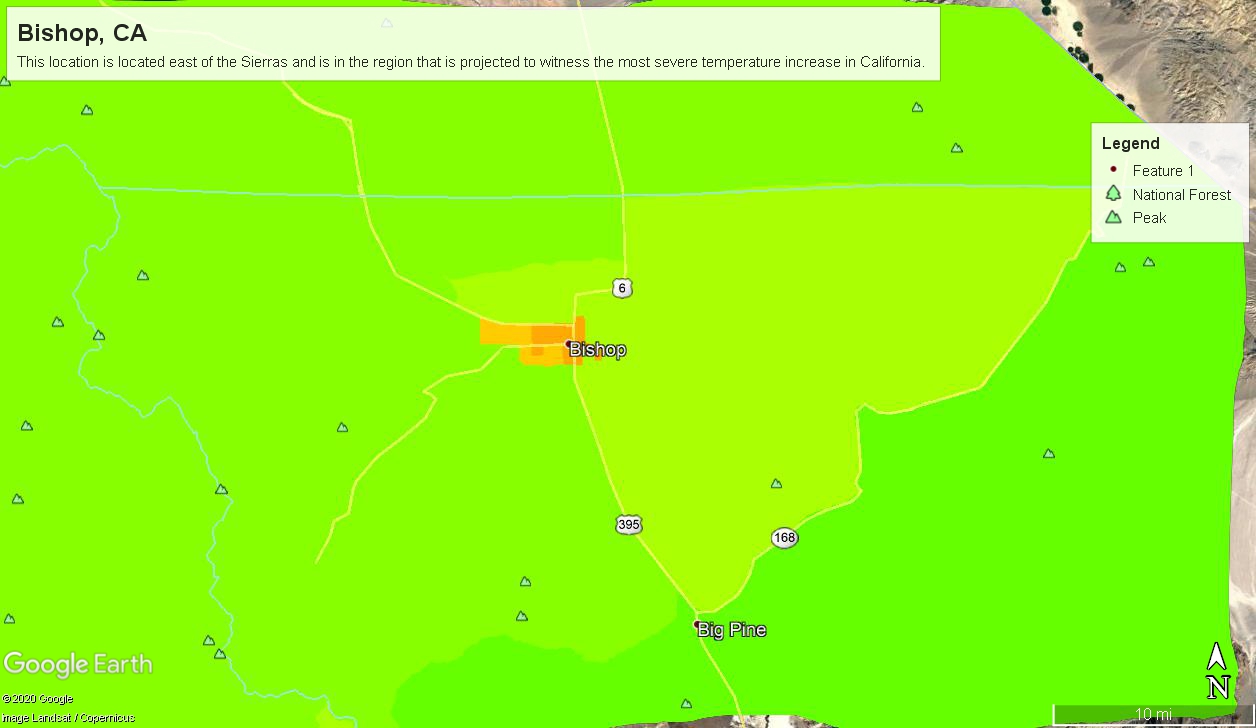 Bishop, CA
This location is located east of the Sierras and is in the region that is projected to witness the most severe temperature increase in California.
Legend
Feature 1
National Forest
Peak
6
Bishop
395
168
Big Pine
Google Earth
©2020 Google
Image Landsat / Copernicus
N
10 mi